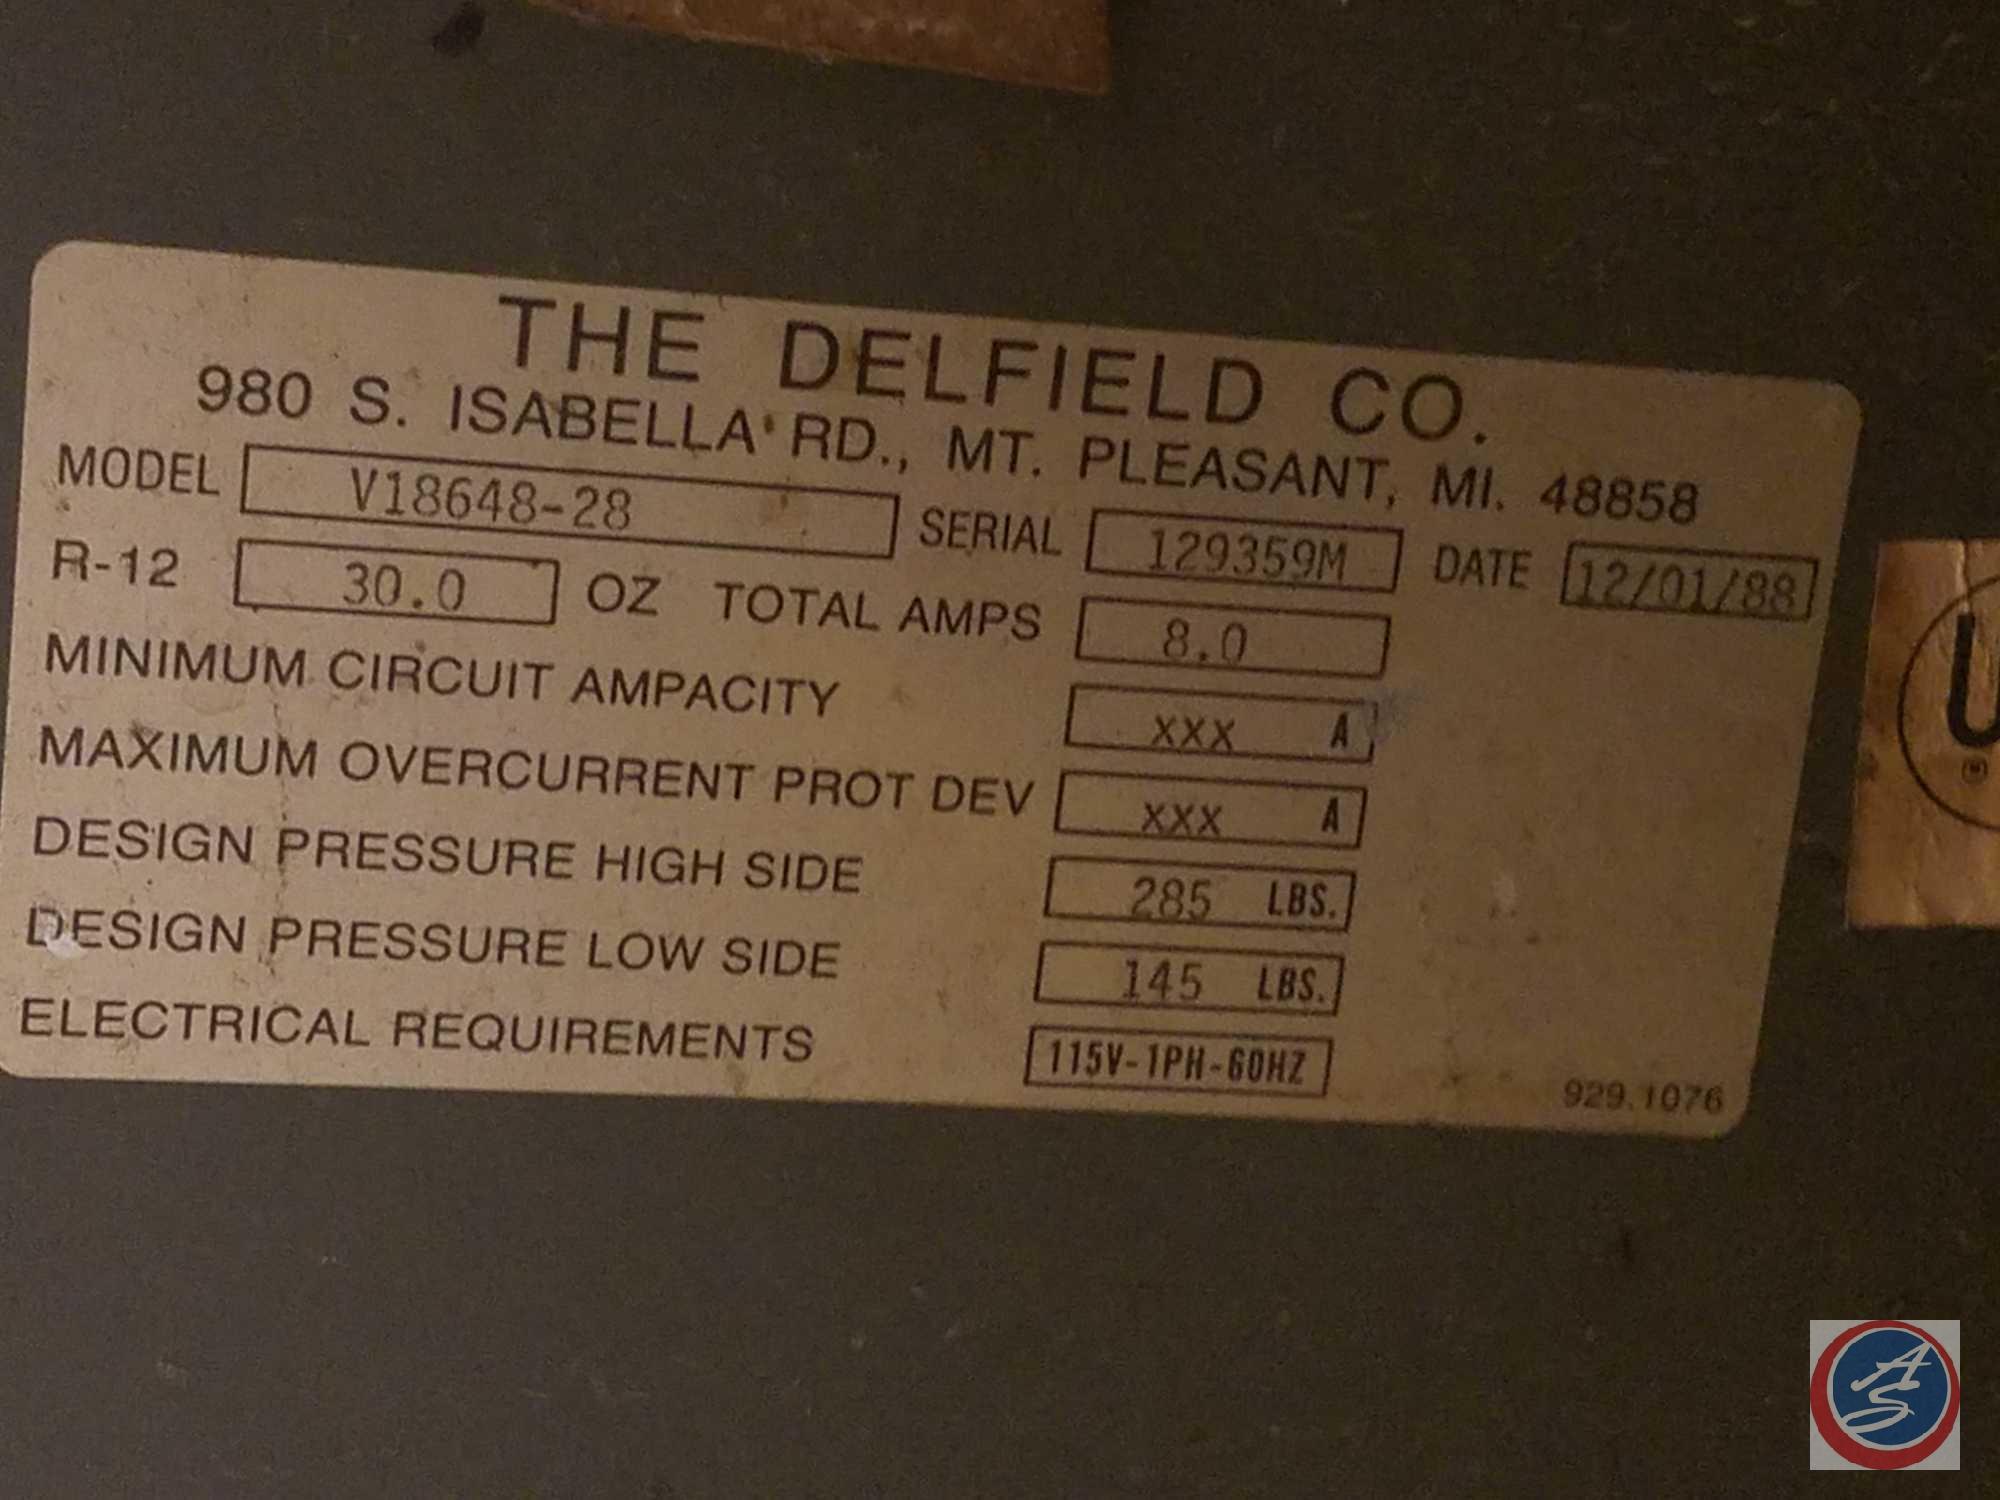 THE DELFIELD CO.
980 S. ISABELLA RD., MT. PLEASANT, MI. 48858
MODEL V18648-28 SERIAL 129359M DATE 12/01/88
R-12 30.0 OZ TOTAL AMPS 8.0
MINIMUM CIRCUIT AMPACITY XXX A
MAXIMUM OVERCURRENT PROT DEV XXX A
DESIGN PRESSURE HIGH SIDE 285 LBS.
DESIGN PRESSURE LOW SIDE 145 LBS.
ELECTRICAL REQUIREMENTS 115V-1PH-60HZ
929.1076
U
®
AS